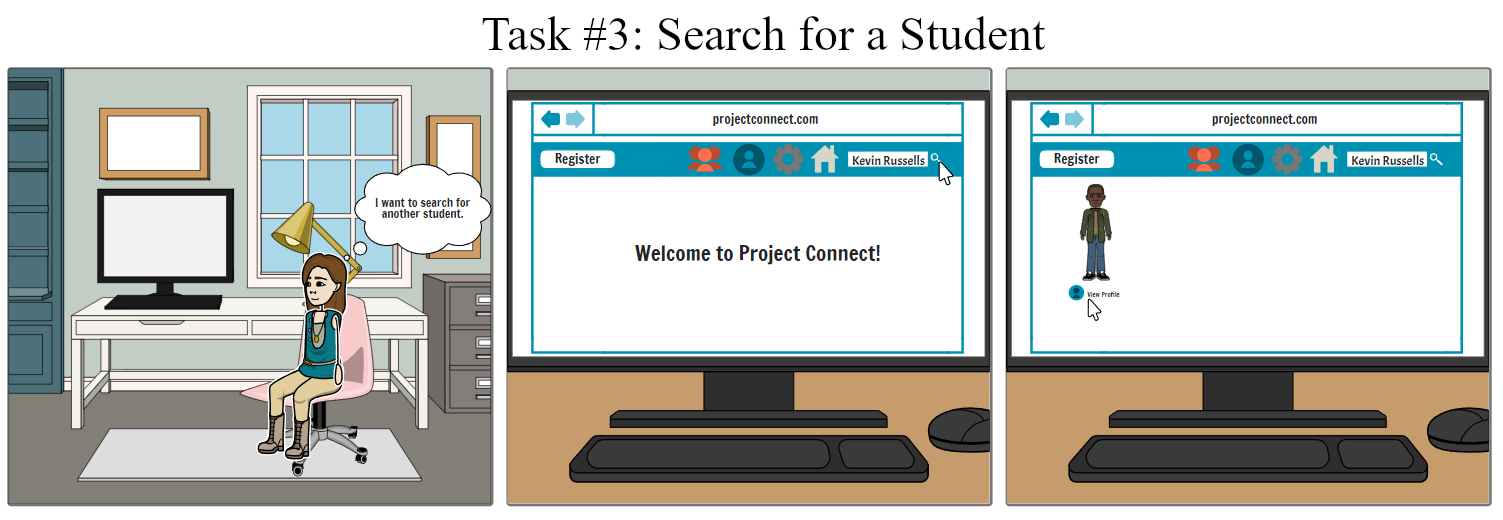 Task #3: Search for a Student
I want to search for
another student.
projectconnect.com
Register
Kevin Russells
Welcome to Project Connect!
projectconnect.com
Register
Kevin Russells
View Profile